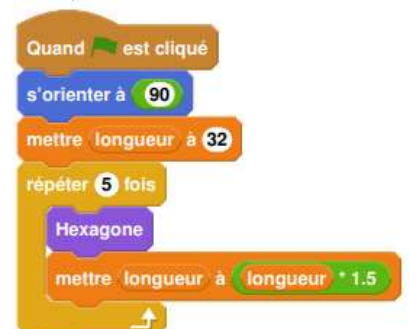 Quand est cliqué
s'orienter à 90
mettre longueur à 32
répéter 5 fois
Hexagone
mettre longueur à longueur * 1.5